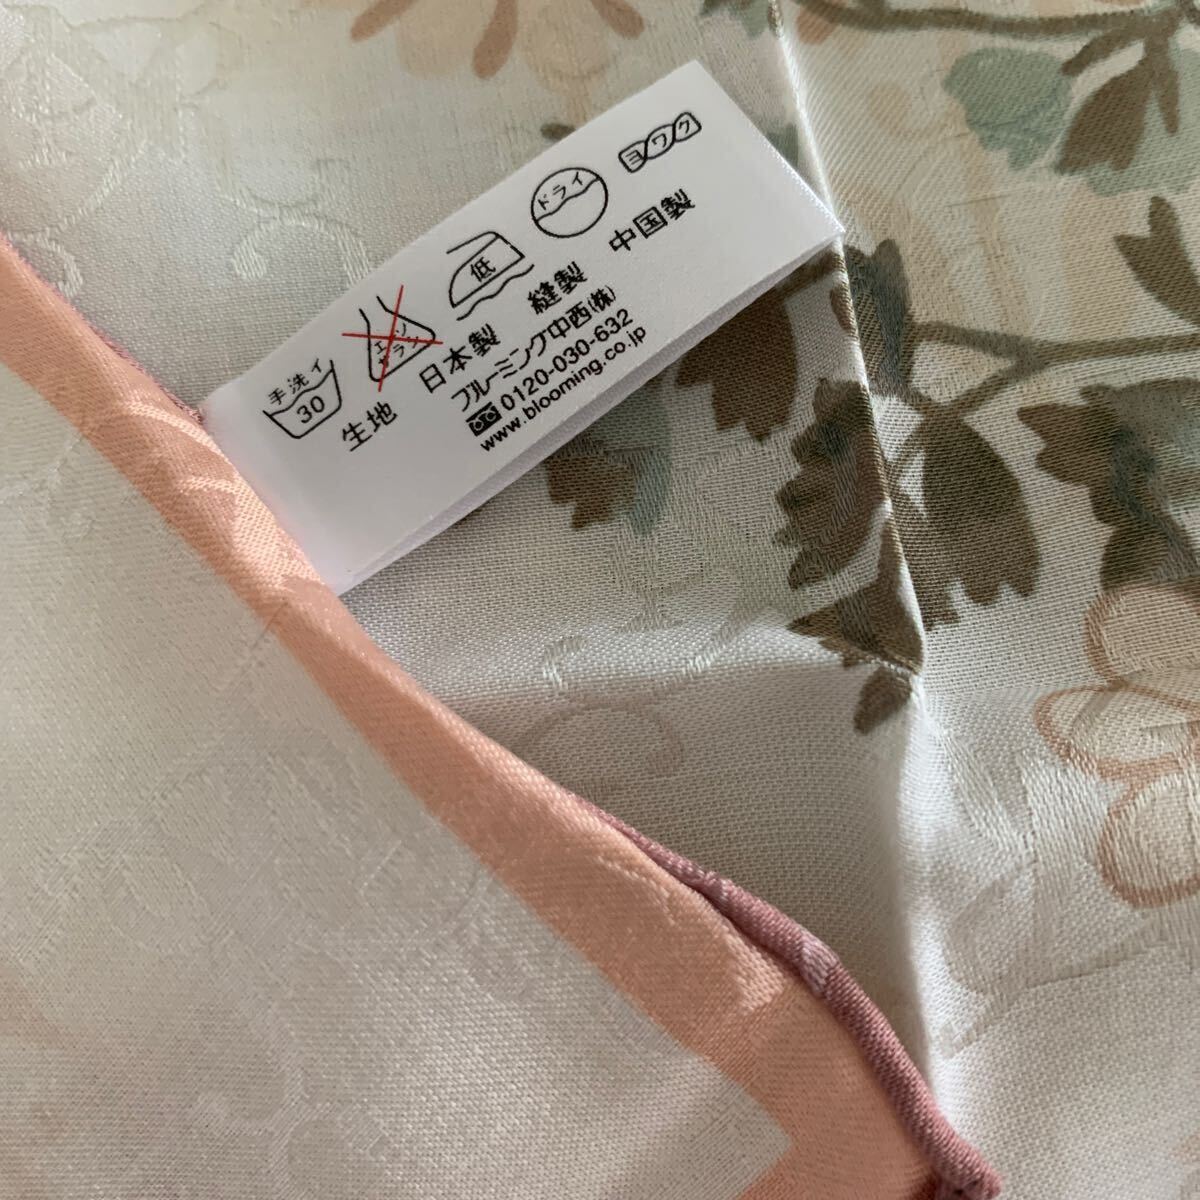 手洗イ 30 エンソサラシ 低 ドライ ヨワク
生地 日本製 縫製 中国製
ブルーミング中西(株)
0120-030-632
www.blooming.co.jp